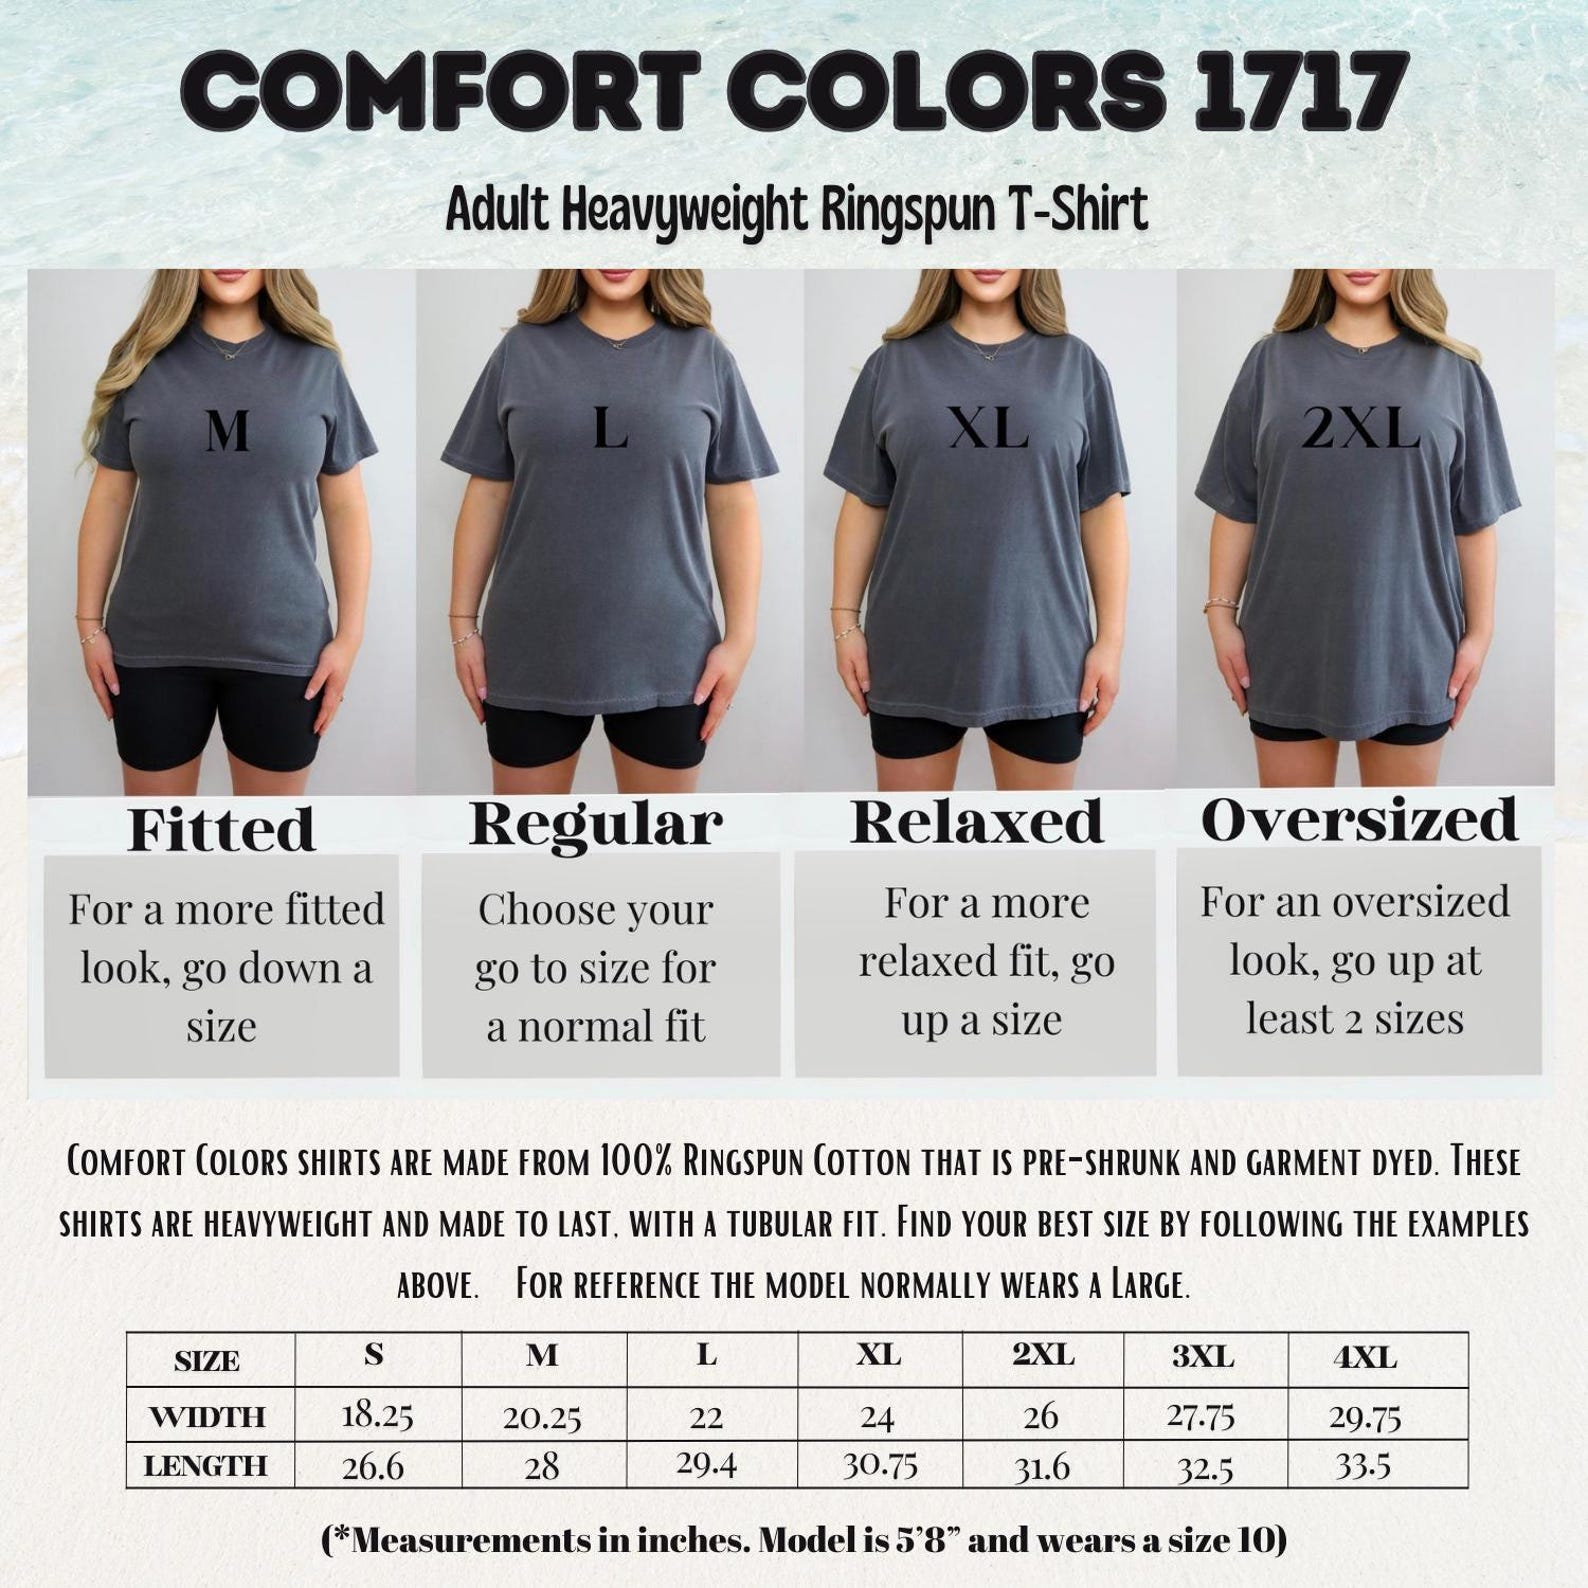 COMFORT COLORS 1717
Adult Heavyweight Ringspun T-Shirt
M
L
XL
2XL
Fitted
Regular
Relaxed
Oversized
For a more fitted
look, go down a
size
Choose your
go to size for
a normal fit
For a more
relaxed fit, go
up a size
For an oversized
look, go up at
least 2 sizes
Comfort Colors shirts are made from 100% Ringspun Cotton that is pre-shrunk and garment dyed. These
shirts are heavyweight and made to last, with a tubular fit. Find your best size by following the examples
above. For reference the model normally wears a Large.
SIZE S M L XL 2XL 3XL 4XL
WIDTH 18.25 20.25 22 24 26 27.75 29.75
LENGTH 26.6 28 29.4 30.75 31.6 32.5 33.5
(*Measurements in inches. Model is 5’8” and wears a size 10)